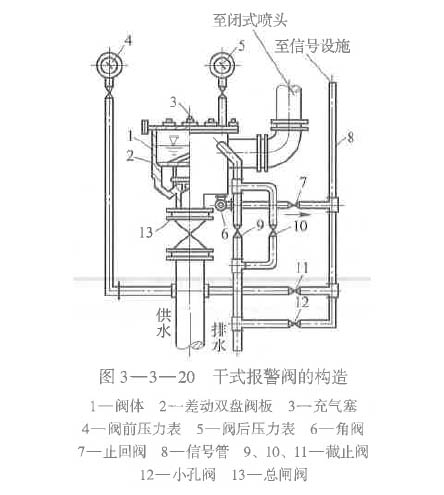 至闭式喷头
至信号设施
4
5
3
1
2
8
7
6
9
10
13
11
12
供水
排水
图 3—3—20 干式报警阀的构造
1—阀体 2—差动双盘阀板 3—充气塞
4—阀前压力表 5—阀后压力表 6—角阀
7—止回阀 8—信号管 9、10、11—截止阀
12—小孔阀 13—总闸阀